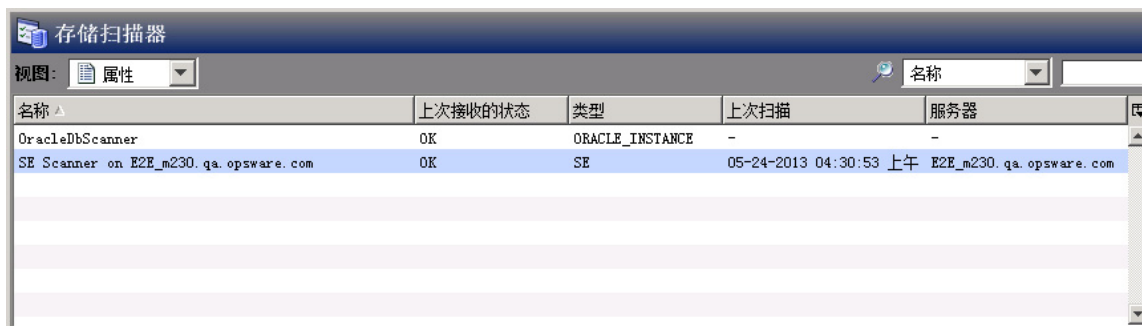 存储扫描器
视图: 属性 名称
名称 上次接收的状态 类型 上次扫描 服务器
OracleDbScanner OK ORACLE_INSTANCE - -
SE Scanner on E2E_m230.qa.opsware.com OK SE 05-24-2013 04:30:53 上午 E2E_m230.qa.opsware.com